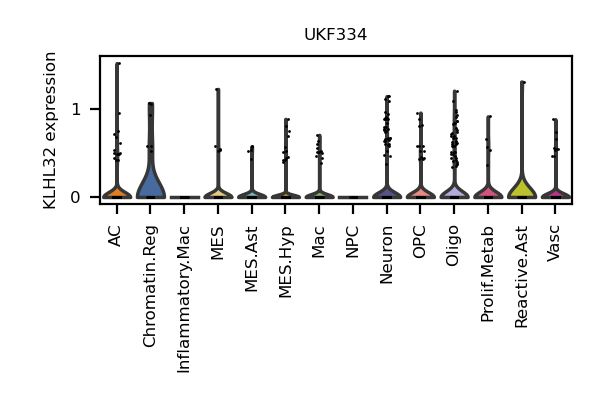 UKF334
KLHL32 expression
1
0
AC
Chromatin.Reg
Inflammatory.Mac
MES
MES.Ast
MES.Hyp
Mac
NPC
Neuron
OPC
Oligo
Prolif.Metab
Reactive.Ast
Vasc